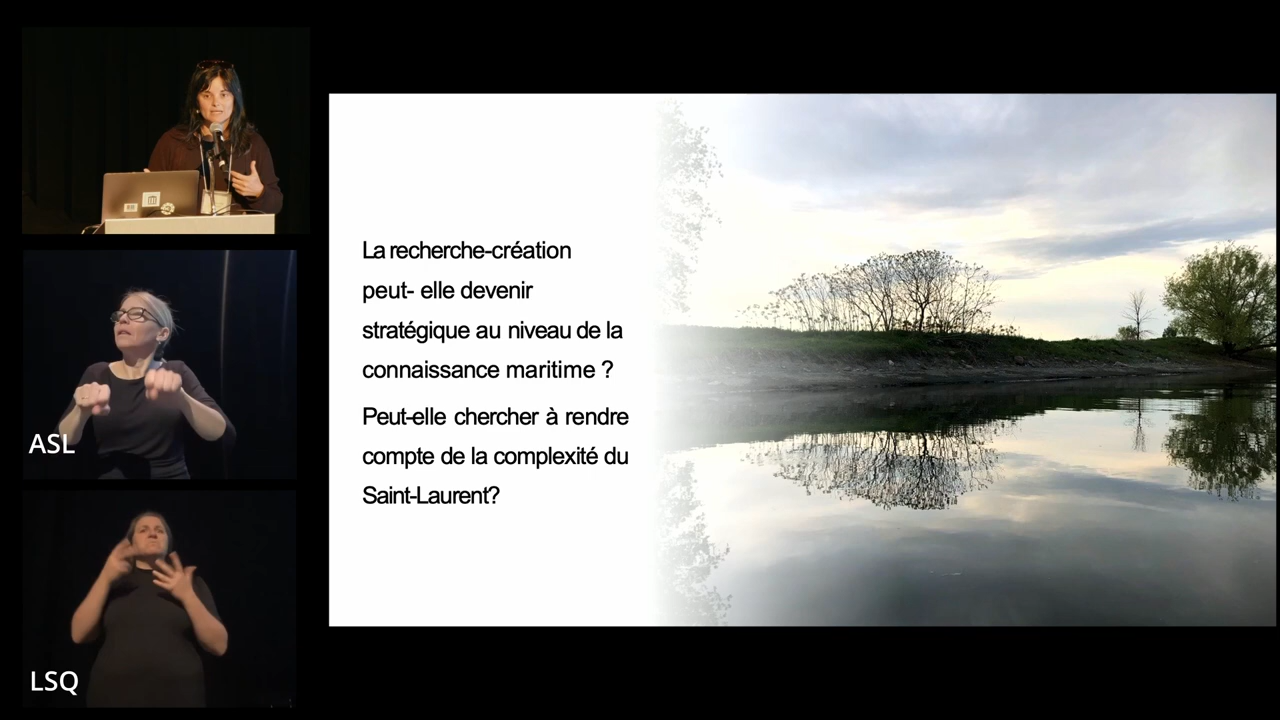 La recherche-création
peut- elle devenir
stratégique au niveau de la
connaissance maritime ?
Peut-elle chercher à rendre
compte de la complexité du
Saint-Laurent?
ASL
LSQ